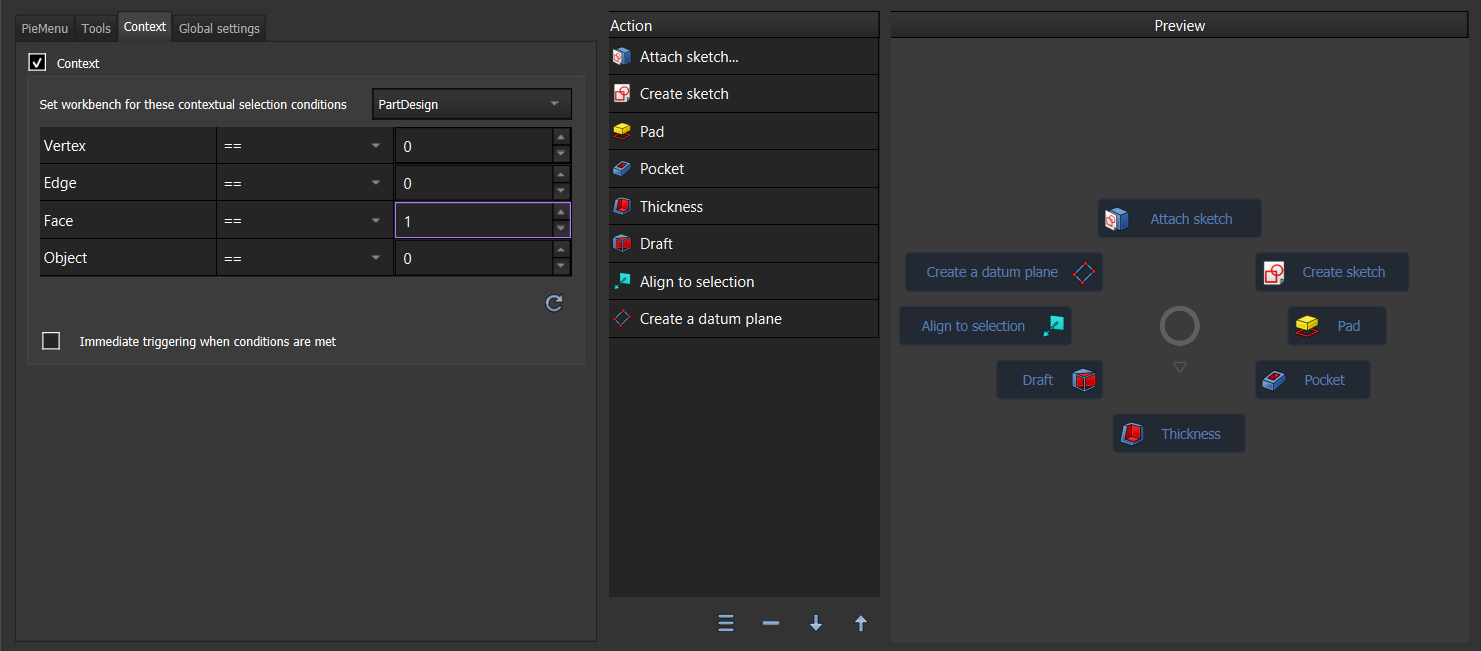 PieMenu Tools Context Global settings
Context
Set workbench for these contextual selection conditions PartDesign
Vertex == 0
Edge == 0
Face == 1
Object == 0
Immediate triggering when conditions are met
Action
Attach sketch...
Create sketch
Pad
Pocket
Thickness
Draft
Align to selection
Create a datum plane
Preview
Attach sketch
Create a datum plane Create sketch
Align to selection Pad
Draft Pocket
Thickness